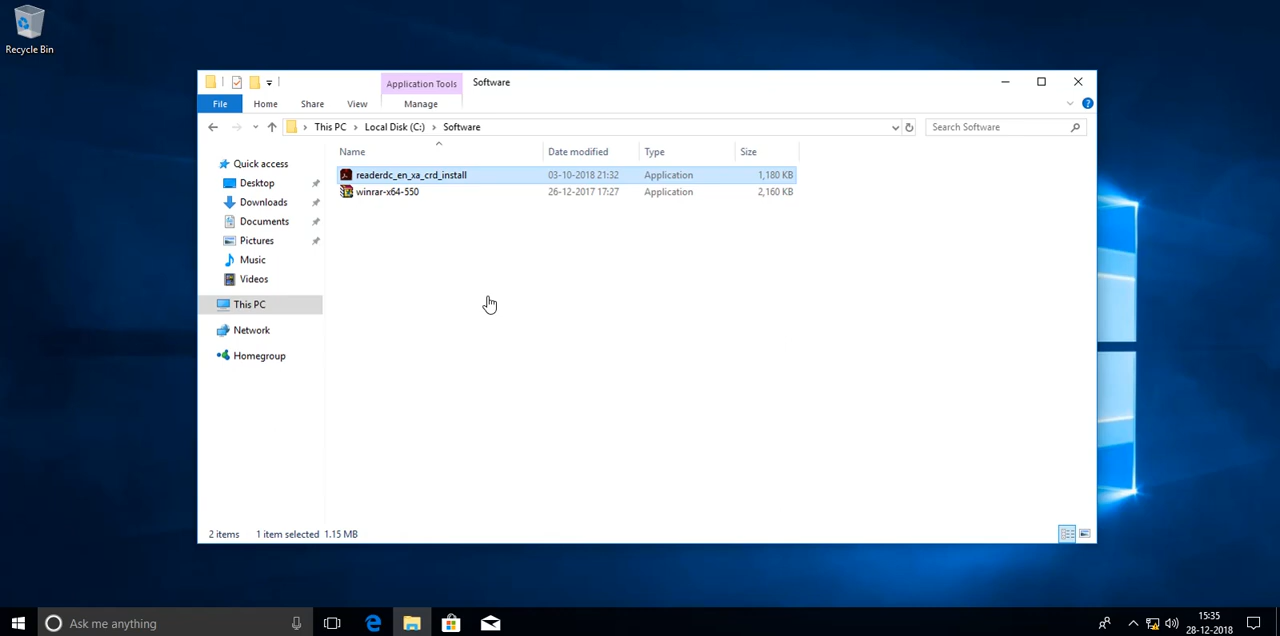 Recycle Bin
Application Tools Software
File Home Share View Manage
This PC Local Disk (C:) Software
Search Software
Name Date modified Type Size
Quick access
Desktop
Downloads
Documents
Pictures
Music
Videos
This PC
Network
Homegroup
readerdc_en_xa_crd_install 03-10-2018 21:32 Application 1,180 KB
winrar-x64-550 26-12-2017 17:27 Application 2,160 KB
2 items 1 item selected 1.15 MB
Ask me anything
15:35
28-12-2018